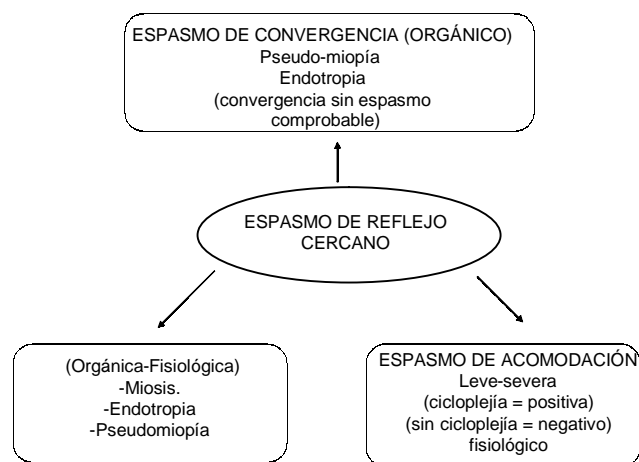 ESPASMO DE CONVERGENCIA (ORGÁNICO)
Pseudo-miopía
Endotropia
(convergencia sin espasmo
comprobable)
ESPASMO DE REFLEJO
CERCANO
(Orgánica-Fisiológica)
-Miosis.
-Endotropia
-Pseudomiopía
ESPASMO DE ACOMODACIÓN
Leve-severa
(cicloplejía = positiva)
(sin cicloplejía = negativo)
fisiológico